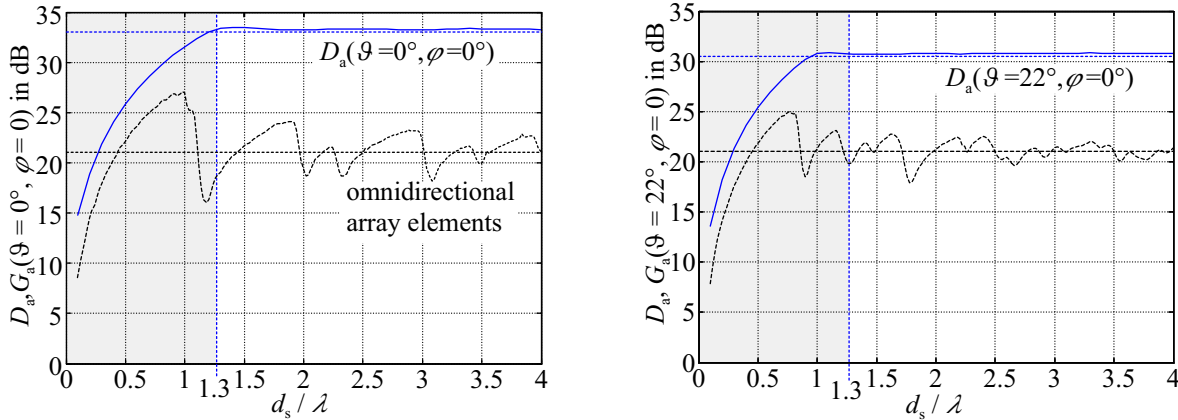 D_a, G_a(ϑ = 0°, φ = 0) in dB
35
30
25
20
15
10
5
0
D_a(ϑ =0°, φ =0°)
omnidirectional
array elements
0 0.5 1 1.3 1.5 2 2.5 3 3.5 4
d_s / λ
D_a, G_a(ϑ = 22°, φ = 0) in dB
35
30
25
20
15
10
5
0
D_a(ϑ =22°, φ =0°)
0 0.5 1 1.3 1.5 2 2.5 3 3.5 4
d_s / λ